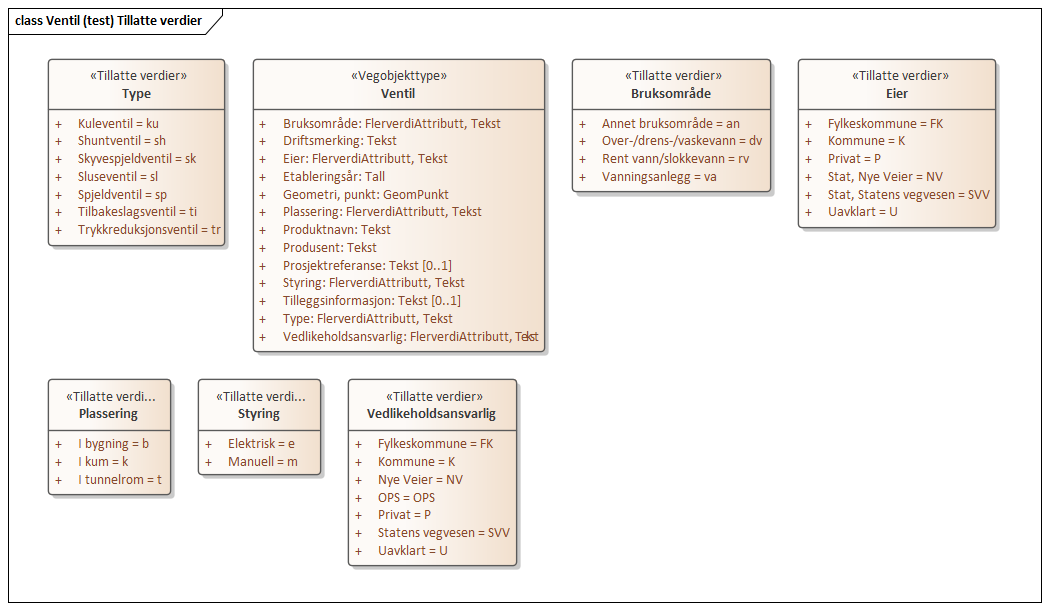 class Ventil (test) Tillatte verdier
«Tillatte verdier»
Type
+ Kuleventil = ku
+ Shuntventil = sh
+ Skyvespjeldventil = sk
+ Sluseventil = sl
+ Spjeldventil = sp
+ Tilbakeslagsventil = ti
+ Trykkreduksjonsventil = tr
«Vegobjekttype»
Ventil
+ Bruksområde: FlerverdiAttributt, Tekst
+ Driftsmerking: Tekst
+ Eier: FlerverdiAttributt, Tekst
+ Etableringsår: Tall
+ Geometri, punkt: GeomPunkt
+ Plassering: FlerverdiAttributt, Tekst
+ Produktnavn: Tekst
+ Produsent: Tekst
+ Prosjektreferanse: Tekst [0..1]
+ Styring: FlerverdiAttributt, Tekst
+ Tilleggsinformasjon: Tekst [0..1]
+ Type: FlerverdiAttributt, Tekst
+ Vedlikeholdsansvarlig: FlerverdiAttributt, Tekst
«Tillatte verdier»
Bruksområde
+ Annet bruksområde = an
+ Over-/drens-/vaskevann = dv
+ Rent vann/slokkevann = rv
+ Vanningsanlegg = va
«Tillatte verdier»
Eier
+ Fylkeskommune = FK
+ Kommune = K
+ Privat = P
+ Stat, Nye Veier = NV
+ Stat, Statens vegvesen = SVV
+ Uavklart = U
«Tillatte verdi...
Plassering
+ I bygning = b
+ I kum = k
+ I tunnelrom = t
«Tillatte verdi...
Styring
+ Elektrisk = e
+ Manuell = m
«Tillatte verdier»
Vedlikeholdsansvarlig
+ Fylkeskommune = FK
+ Kommune = K
+ Nye Veier = NV
+ OPS = OPS
+ Privat = P
+ Statens vegvesen = SVV
+ Uavklart = U